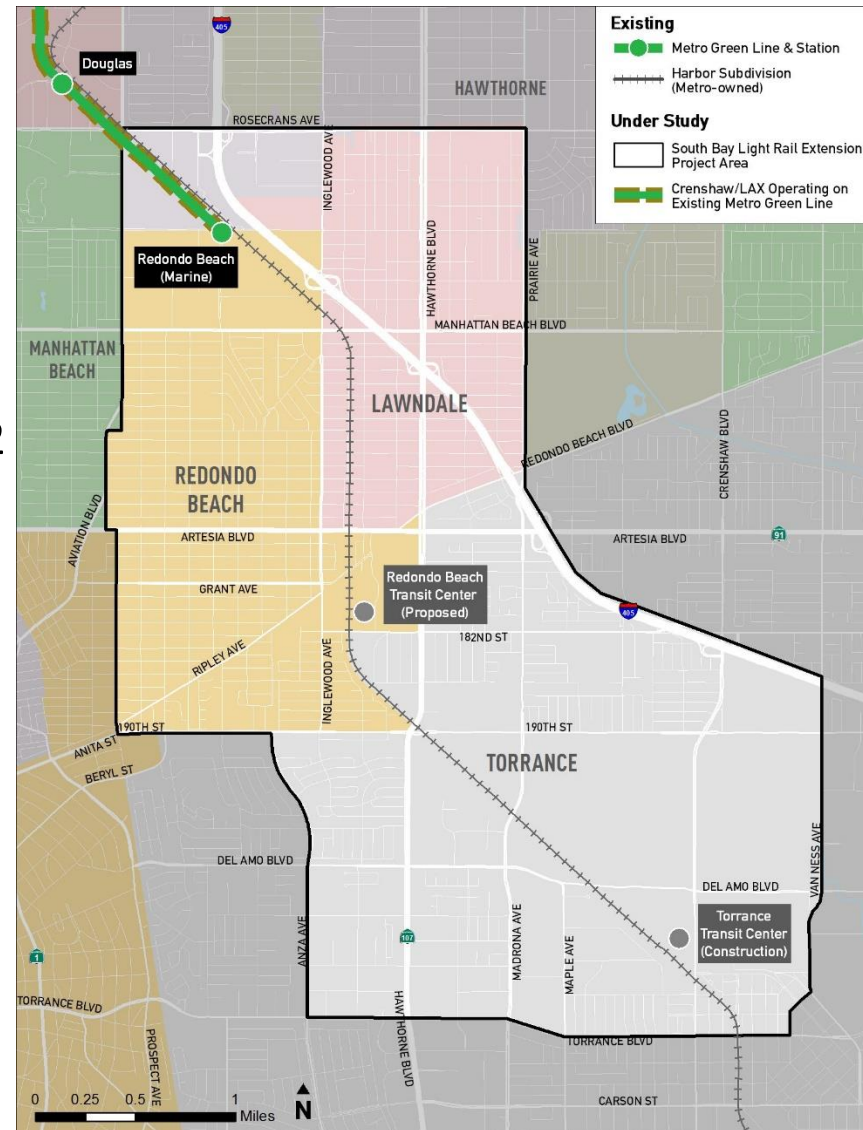 Existing
Metro Green Line & Station
Harbor Subdivision
(Metro-owned)
Under Study
South Bay Light Rail Extension
Project Area
Crenshaw/LAX Operating on
Existing Metro Green Line
405
Douglas
HAWTHORNE
ROSECRANS AVE
INGLEWOOD AVE
HAWTHORNE BLVD
PRAIRIE AVE
Redondo Beach
(Marine)
MANHATTAN BEACH BLVD
MANHATTAN
BEACH
LAWNDALE
REDONDO BEACH BLVD
CRENSHAW BLVD
REDONDO
BEACH
AVIATION BLVD
ARTESIA BLVD
ARTESIA BLVD
91
GRANT AVE
Redondo Beach
Transit Center
(Proposed)
405
182ND ST
RIPLEY AVE
INGLEWOOD AVE
190TH ST
190TH ST
ANITA ST
BERYL ST
TORRANCE
DEL AMO BLVD
DEL AMO BLVD
VAN NESS AVE
ANZA AVE
107
MADRONA AVE
MAPLE AVE
Torrance
Transit Center
(Construction)
1
TORRANCE BLVD
PROSPECT AVE
HAWTHORNE BLVD
TORRANCE BLVD
CARSON ST
0 0.25 0.5 1
Miles
N
2